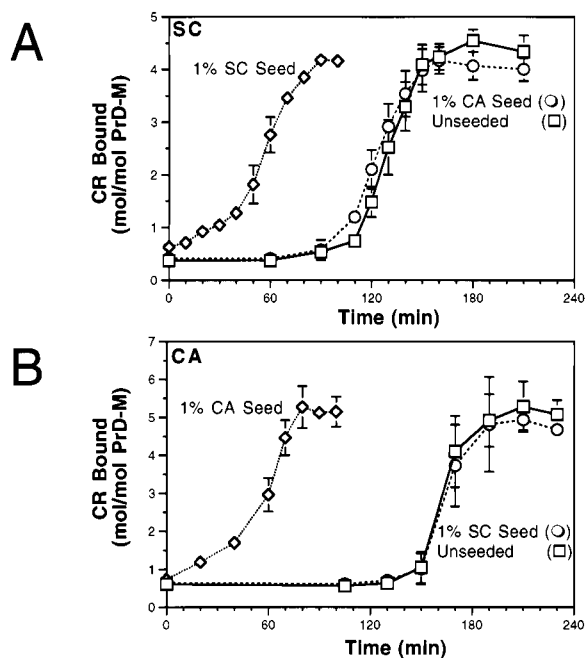 A
SC
5
4
3
2
1
0
CR Bound
(mol/mol PrD-M)
1% SC Seed
1% CA Seed (○)
Unseeded (□)
0 60 120 180 240
Time (min)
B
CA
7
6
5
4
3
2
1
0
CR Bound
(mol/mol PrD-M)
1% CA Seed
1% SC Seed (○)
Unseeded (□)
0 60 120 180 240
Time (min)